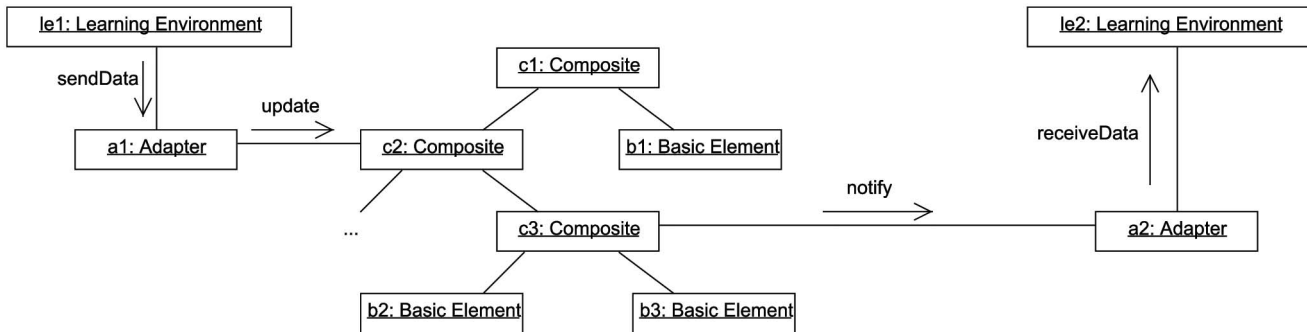 le1: Learning Environment
le2: Learning Environment
c1: Composite
sendData
update
a1: Adapter
c2: Composite
b1: Basic Element
receiveData
notify
...
c3: Composite
a2: Adapter
b2: Basic Element
b3: Basic Element